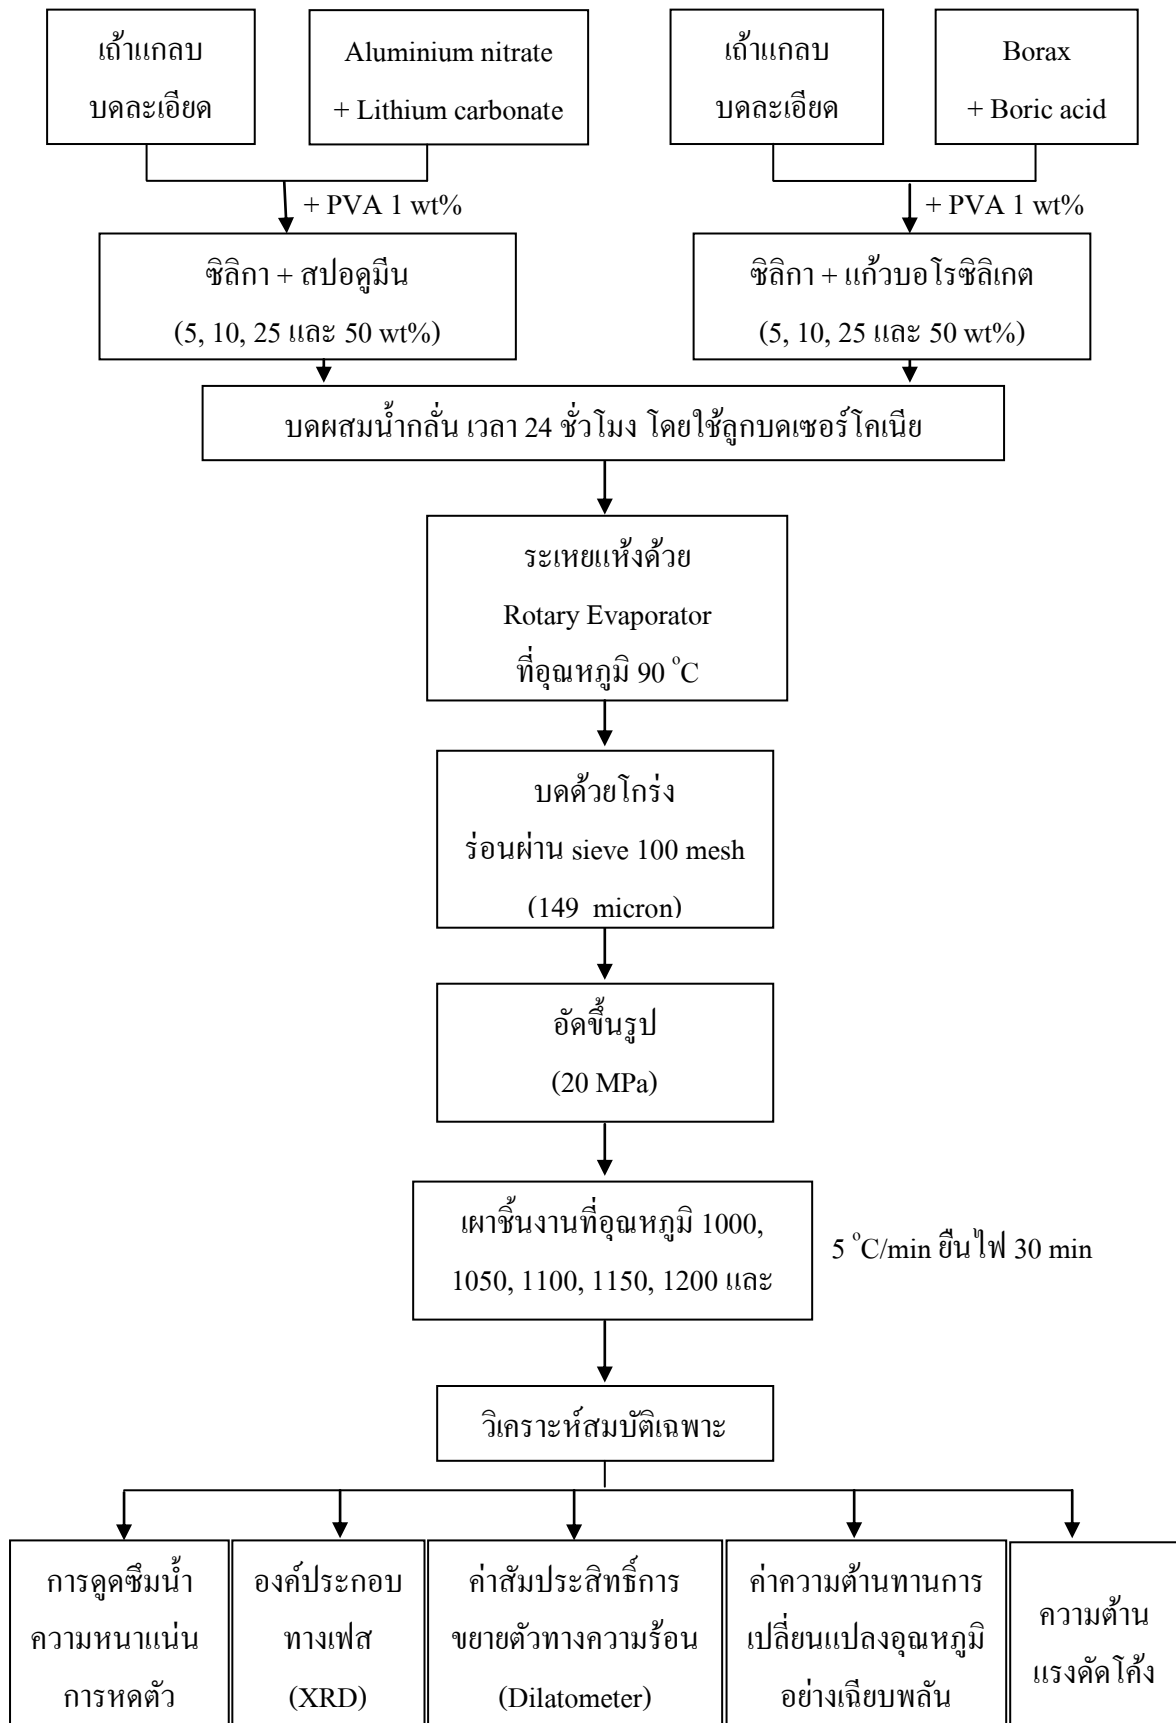 เถ้าแกลบ
บดละเอียด
Aluminium nitrate
+ Lithium carbonate
เถ้าแกลบ
บดละเอียด
Borax
+ Boric acid
+ PVA 1 wt%
+ PVA 1 wt%
ซิลิกา + สปอดูมีน
(5, 10, 25 และ 50 wt%)
ซิลิกา + แก้วบอโรซิลิเกต
(5, 10, 25 และ 50 wt%)
บดผสมน้ำกลั่น เวลา 24 ชั่วโมง โดยใช้ลูกบดเซอร์โคเนีย
ระเหยแห้งด้วย
Rotary Evaporator
ที่อุณหภูมิ 90 °C
บดด้วยโกร่ง
ร่อนผ่าน sieve 100 mesh
(149 micron)
อัดขึ้นรูป
(20 MPa)
เผาชิ้นงานที่อุณหภูมิ 1000,
1050, 1100, 1150, 1200 และ
5 °C/min ยืนไฟ 30 min
วิเคราะห์สมบัติเฉพาะ
การดูดซึมน้ำ
ความหนาแน่น
การหดตัว
องค์ประกอบ
ทางเฟส
(XRD)
ค่าสัมประสิทธิ์การ
ขยายตัวทางความร้อน
(Dilatometer)
ค่าความต้านทานการ
เปลี่ยนแปลงอุณหภูมิ
อย่างเฉียบพลัน
ความต้าน
แรงดัดโค้ง